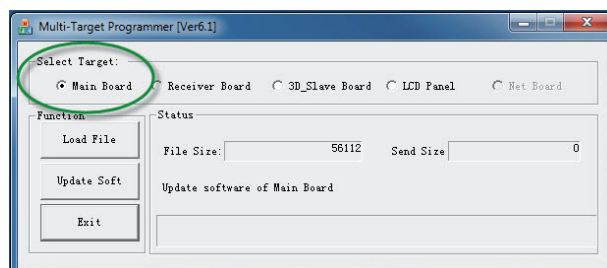 Multi-Target Programmer [Ver6.1]
Select Target:
Main Board Receiver Board 3D_Slave Board LCD Panel Net Board
Function
Status
Load File
File Size: 56112 Send Size 0
Update Soft
Update software of Main Board
Exit